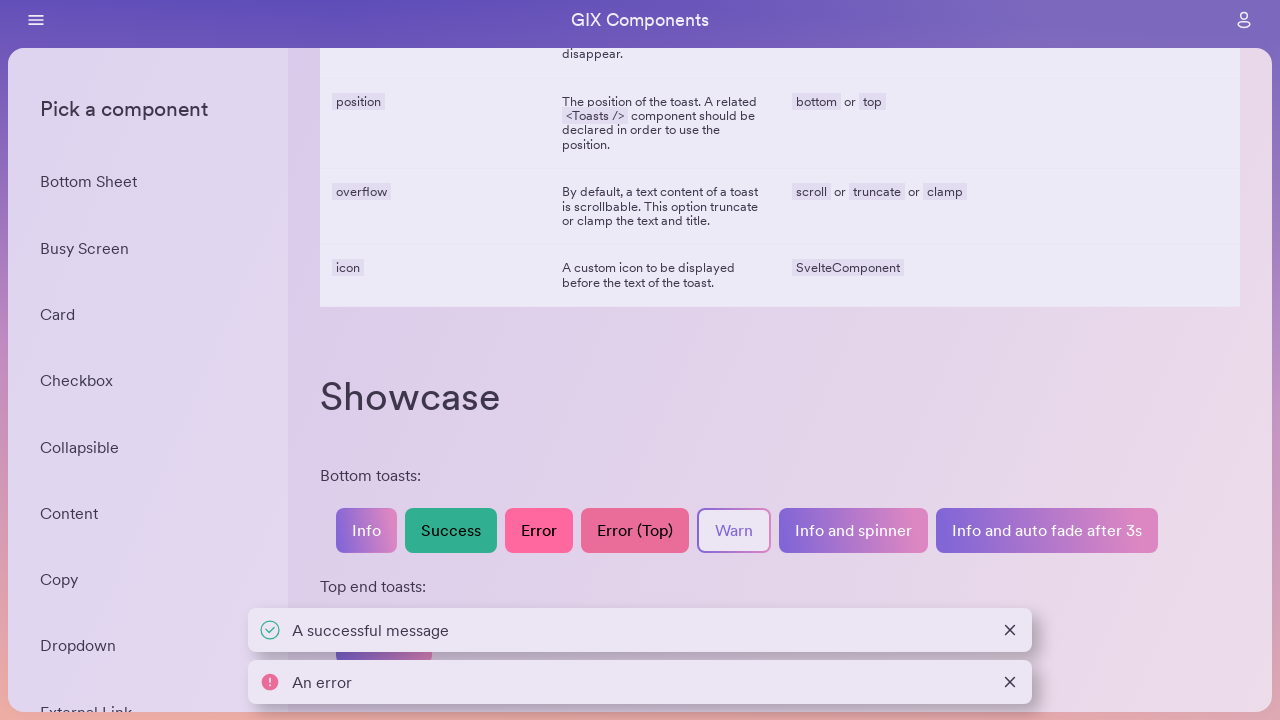 GIX Components
Pick a component
Bottom Sheet
Busy Screen
Card
Checkbox
Collapsible
Content
Copy
Dropdown
External Link
disappear.
position
The position of the toast. A related
<Toasts /> component should be
declared in order to use the
position.
bottom or top
overflow
By default, a text content of a toast
is scrollbable. This option truncate
or clamp the text and title.
scroll or truncate or clamp
icon
A custom icon to be displayed
before the text of the toast.
SvelteComponent
Showcase
Bottom toasts:
Info Success Error Error (Top) Warn Info and spinner Info and auto fade after 3s
Top end toasts:
A successful message
An error